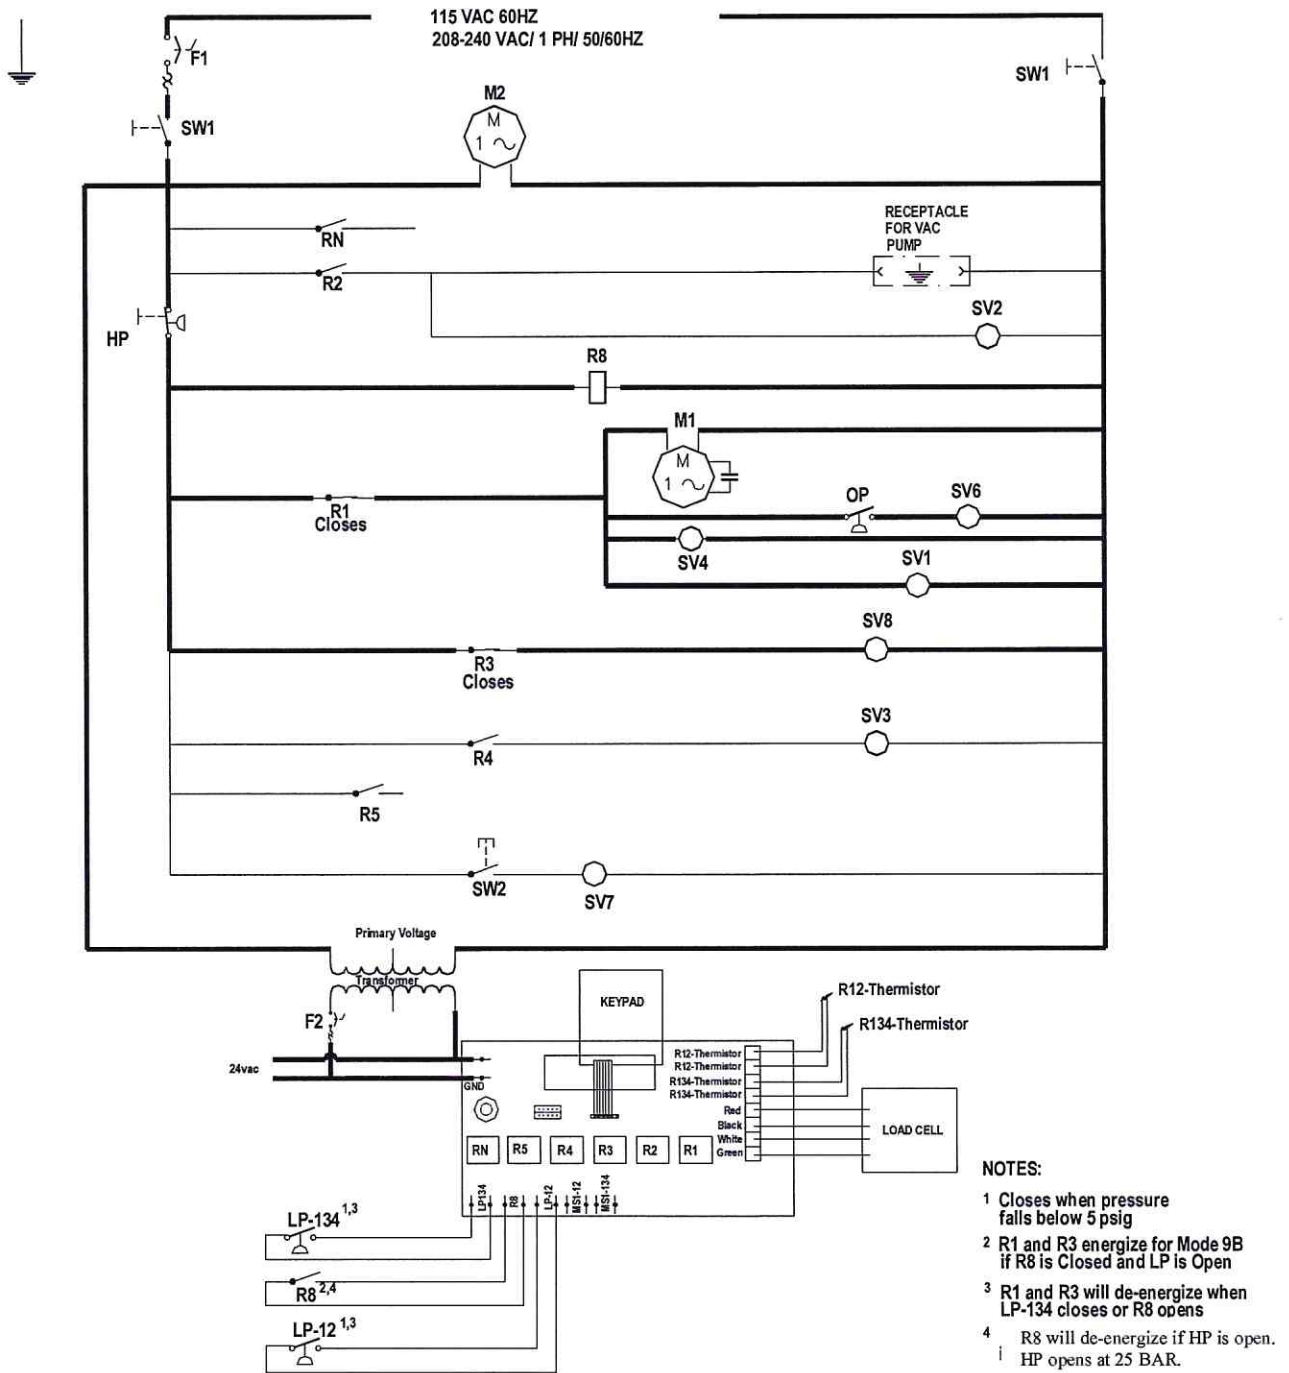 115 VAC 60HZ
208-240 VAC/ 1 PH/ 50/60HZ
F1
SW1
SW1
M2
M
1
RN
R2
RECEPTACLE
FOR VAC
PUMP
HP
SV2
R8
M1
M
1
R1
Closes
OP
SV6
SV4
SV1
SV8
R3
Closes
SV3
R4
R5
SW2
SV7
Primary Voltage
Transformer
F2
24vac
GND
KEYPAD
R12-Thermistor
R134-Thermistor
R12-Thermistor
R12-Thermistor
R134-Thermistor
R134-Thermistor
Red
Black
White
Green
LOAD CELL
RN
R5
R4
R3
R2
R1
LP134
R8
LP-12
MS1-12
MS1-134
LP-134 1,3
R8 2,4
LP-12 1,3
NOTES:
1 Closes when pressure
falls below 5 psig
2 R1 and R3 energize for Mode 9B
if R8 is Closed and LP is Open
3 R1 and R3 will de-energize when
LP-134 closes or R8 opens
4 R8 will de-energize if HP is open.
HP opens at 25 BAR.